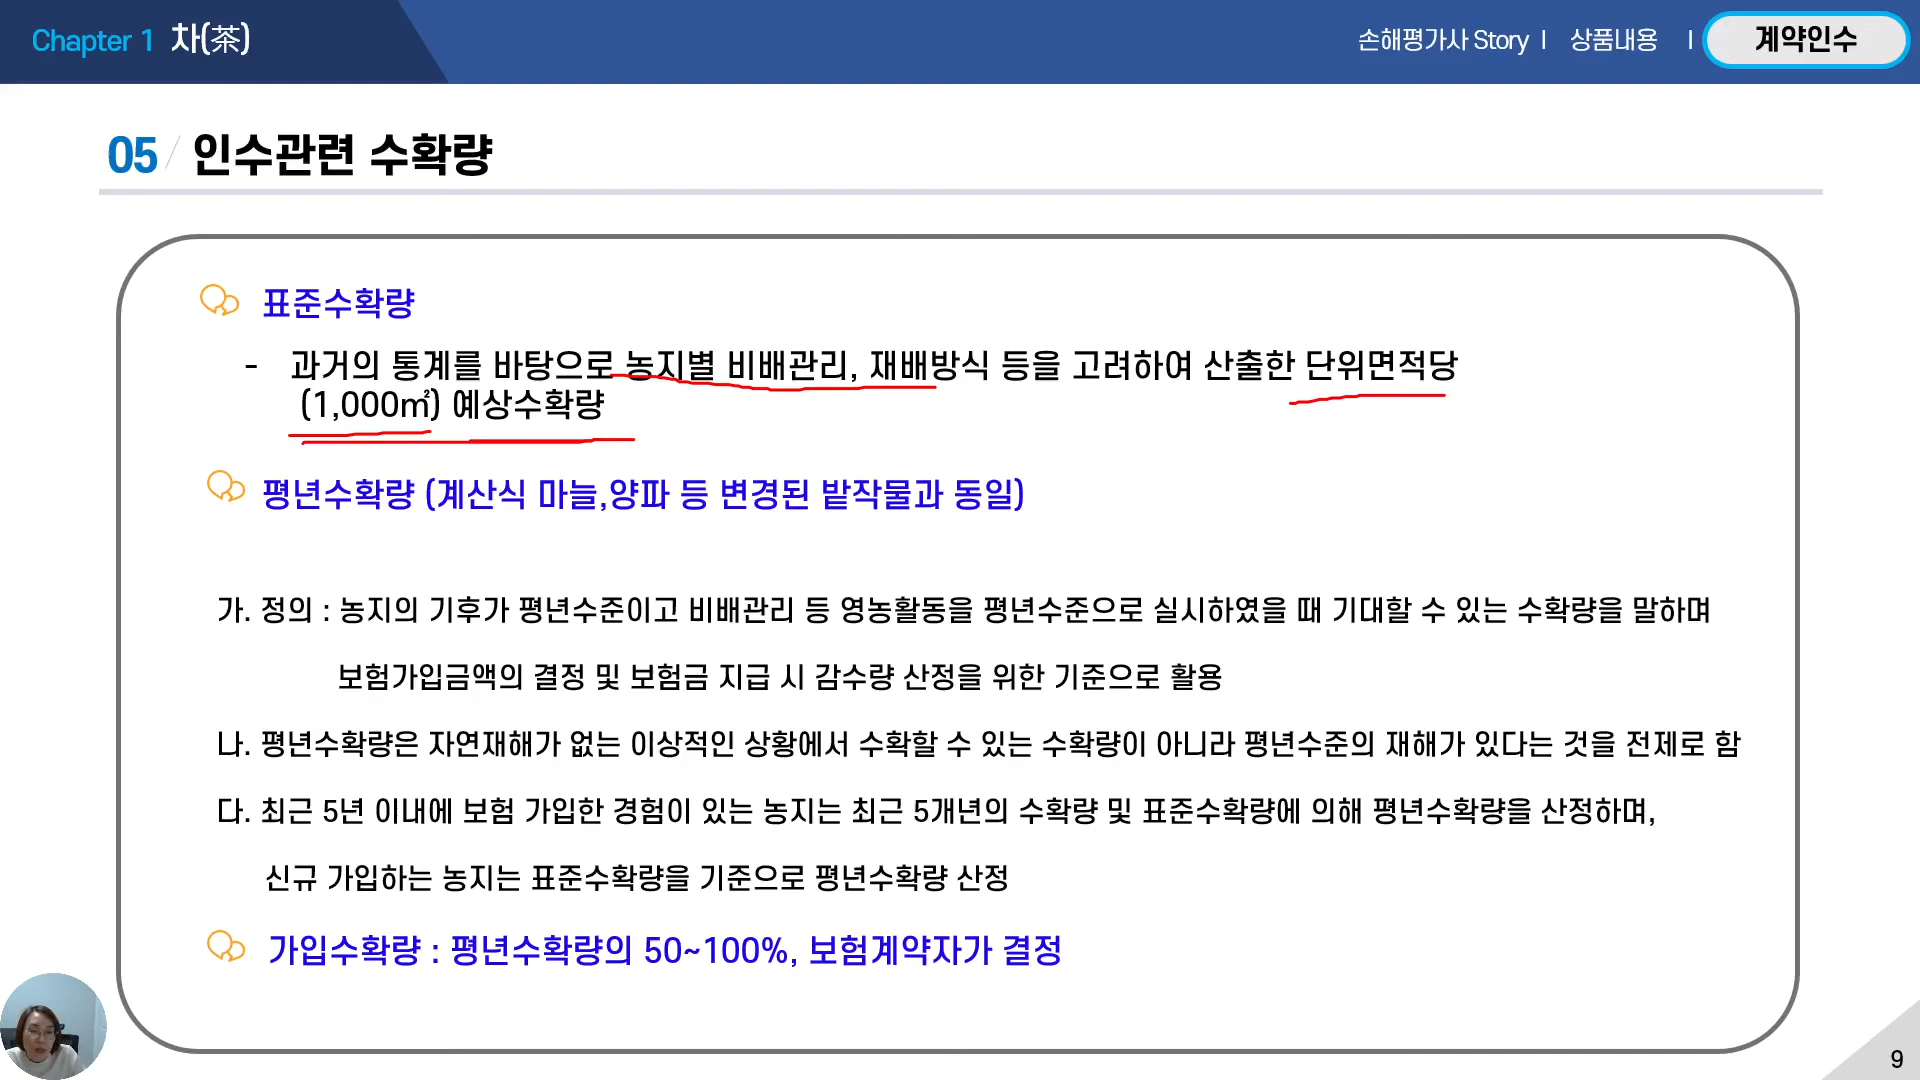 Chapter 1 차(茶)
손해평가사 Story | 상품내용 | 계약인수
05 / 인수관련 수확량
표준수확량
- 과거의 통계를 바탕으로 농지별 비배관리, 재배방식 등을 고려하여 산출한 단위면적당
(1,000㎡) 예상수확량
평년수확량 (계산식 마늘,양파 등 변경된 밭작물과 동일)
가. 정의 : 농지의 기후가 평년수준이고 비배관리 등 영농활동을 평년수준으로 실시하였을 때 기대할 수 있는 수확량을 말하며
보험가입금액의 결정 및 보험금 지급 시 감수량 산정을 위한 기준으로 활용
나. 평년수확량은 자연재해가 없는 이상적인 상황에서 수확할 수 있는 수확량이 아니라 평년수준의 재해가 있다는 것을 전제로 함
다. 최근 5년 이내에 보험 가입한 경험이 있는 농지는 최근 5개년의 수확량 및 표준수확량에 의해 평년수확량을 산정하며,
신규 가입하는 농지는 표준수확량을 기준으로 평년수확량 산정
가입수확량 : 평년수확량의 50~100%, 보험계약자가 결정
9